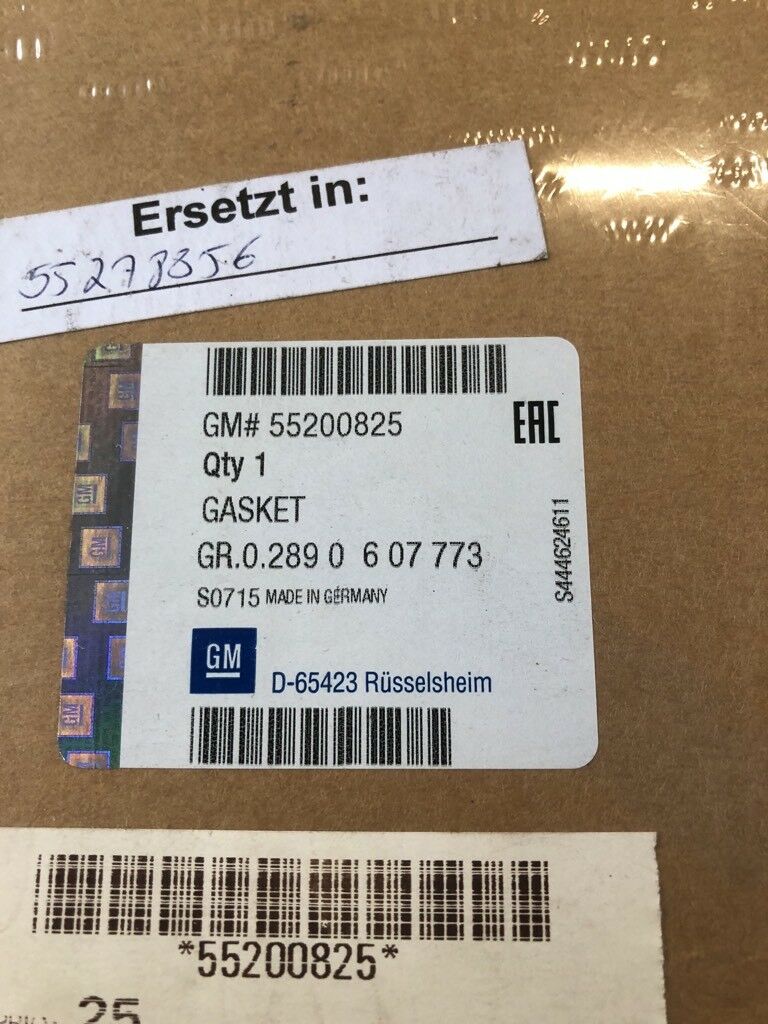 Ersetzt in:
55278356
GM# 55200825
EAC
Qty 1
GASKET
GR.0.289 0 6 07 773
S0715 MADE IN GERMANY
S444624611
GM
D-65423 Rüsselsheim
*55200825*
25